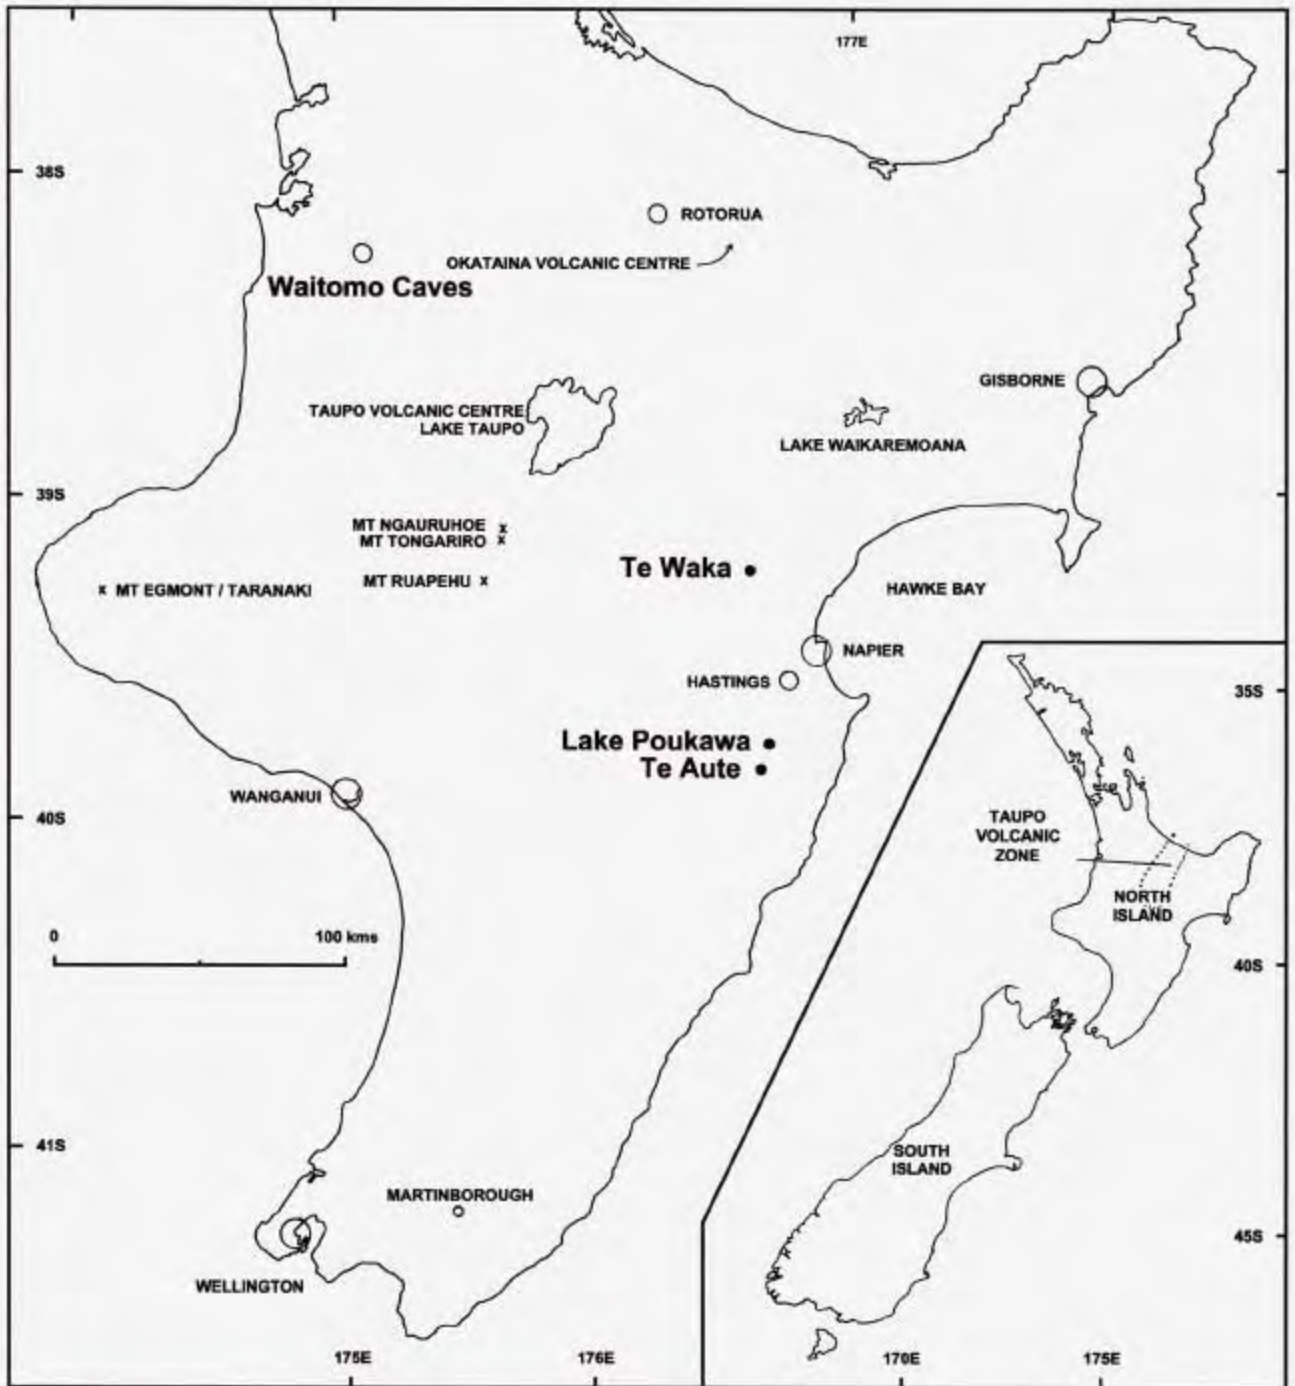 177E
38S
ROTORUA
OKATAINA VOLCANIC CENTRE
Waitomo Caves
GISBORNE
TAUPO VOLCANIC CENTRE
LAKE TAUPO
LAKE WAIKAREMOANA
39S
MT NGAURUHOE x
MT TONGARIRO x
Te Waka
MT RUAPEHU x
x MT EGMONT / TARANAKI
HAWKE BAY
NAPIER
HASTINGS
35S
Lake Poukawa
Te Aute
WANGANUI
40S
TAUPO
VOLCANIC
ZONE
NORTH
ISLAND
0 100 kms
40S
41S
SOUTH
ISLAND
MARTINBOROUGH
45S
WELLINGTON
175E 176E 170E 175E